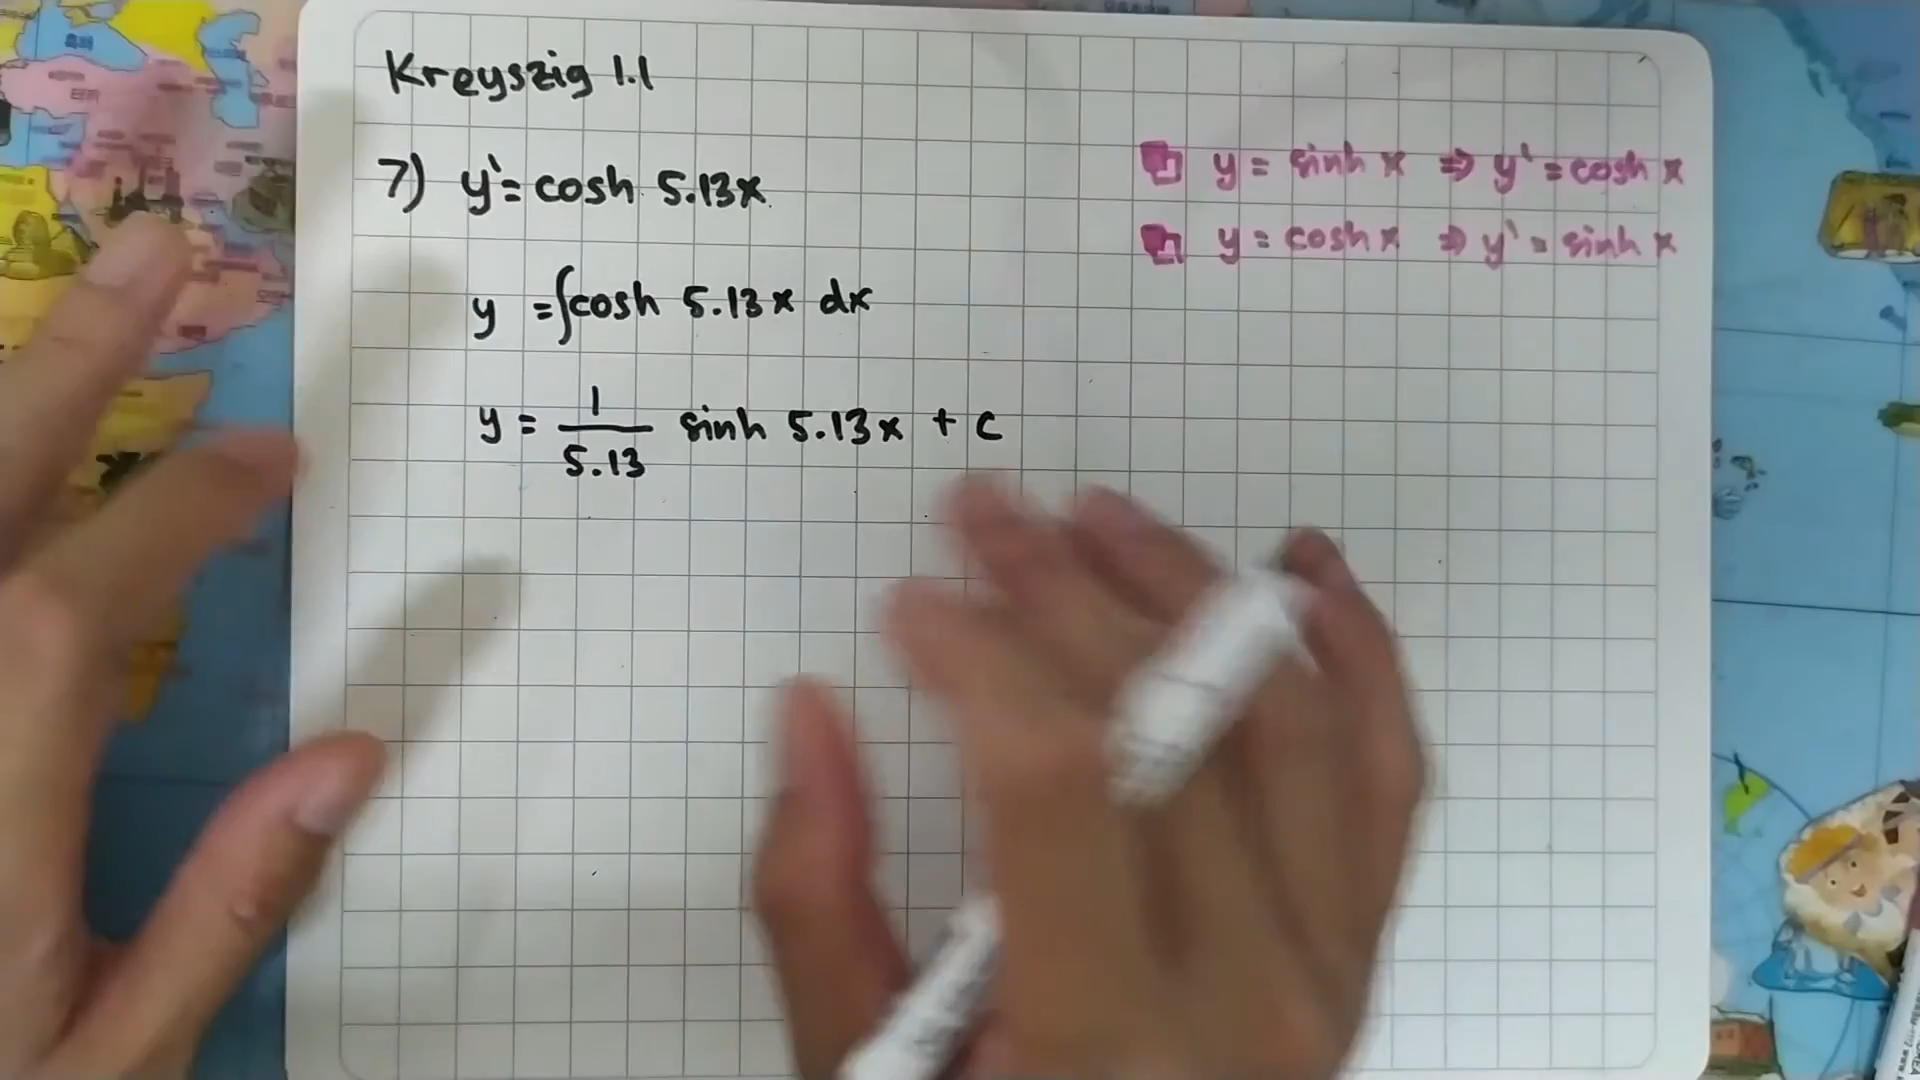 Kreyszig 1.1
7) y' = cosh 5.13x
y = ∫cosh 5.13x dx
y = 1/5.13 sinh 5.13x + c
y = sinh x ⇒ y' = cosh x
y = cosh x ⇒ y' = sinh x